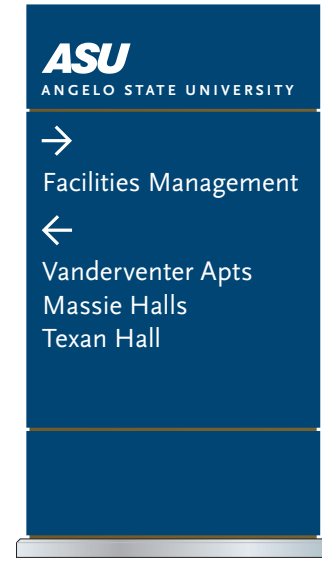 ASU
ANGELO STATE UNIVERSITY
→
Facilities Management
←
Vanderventer Apts
Massie Halls
Texan Hall